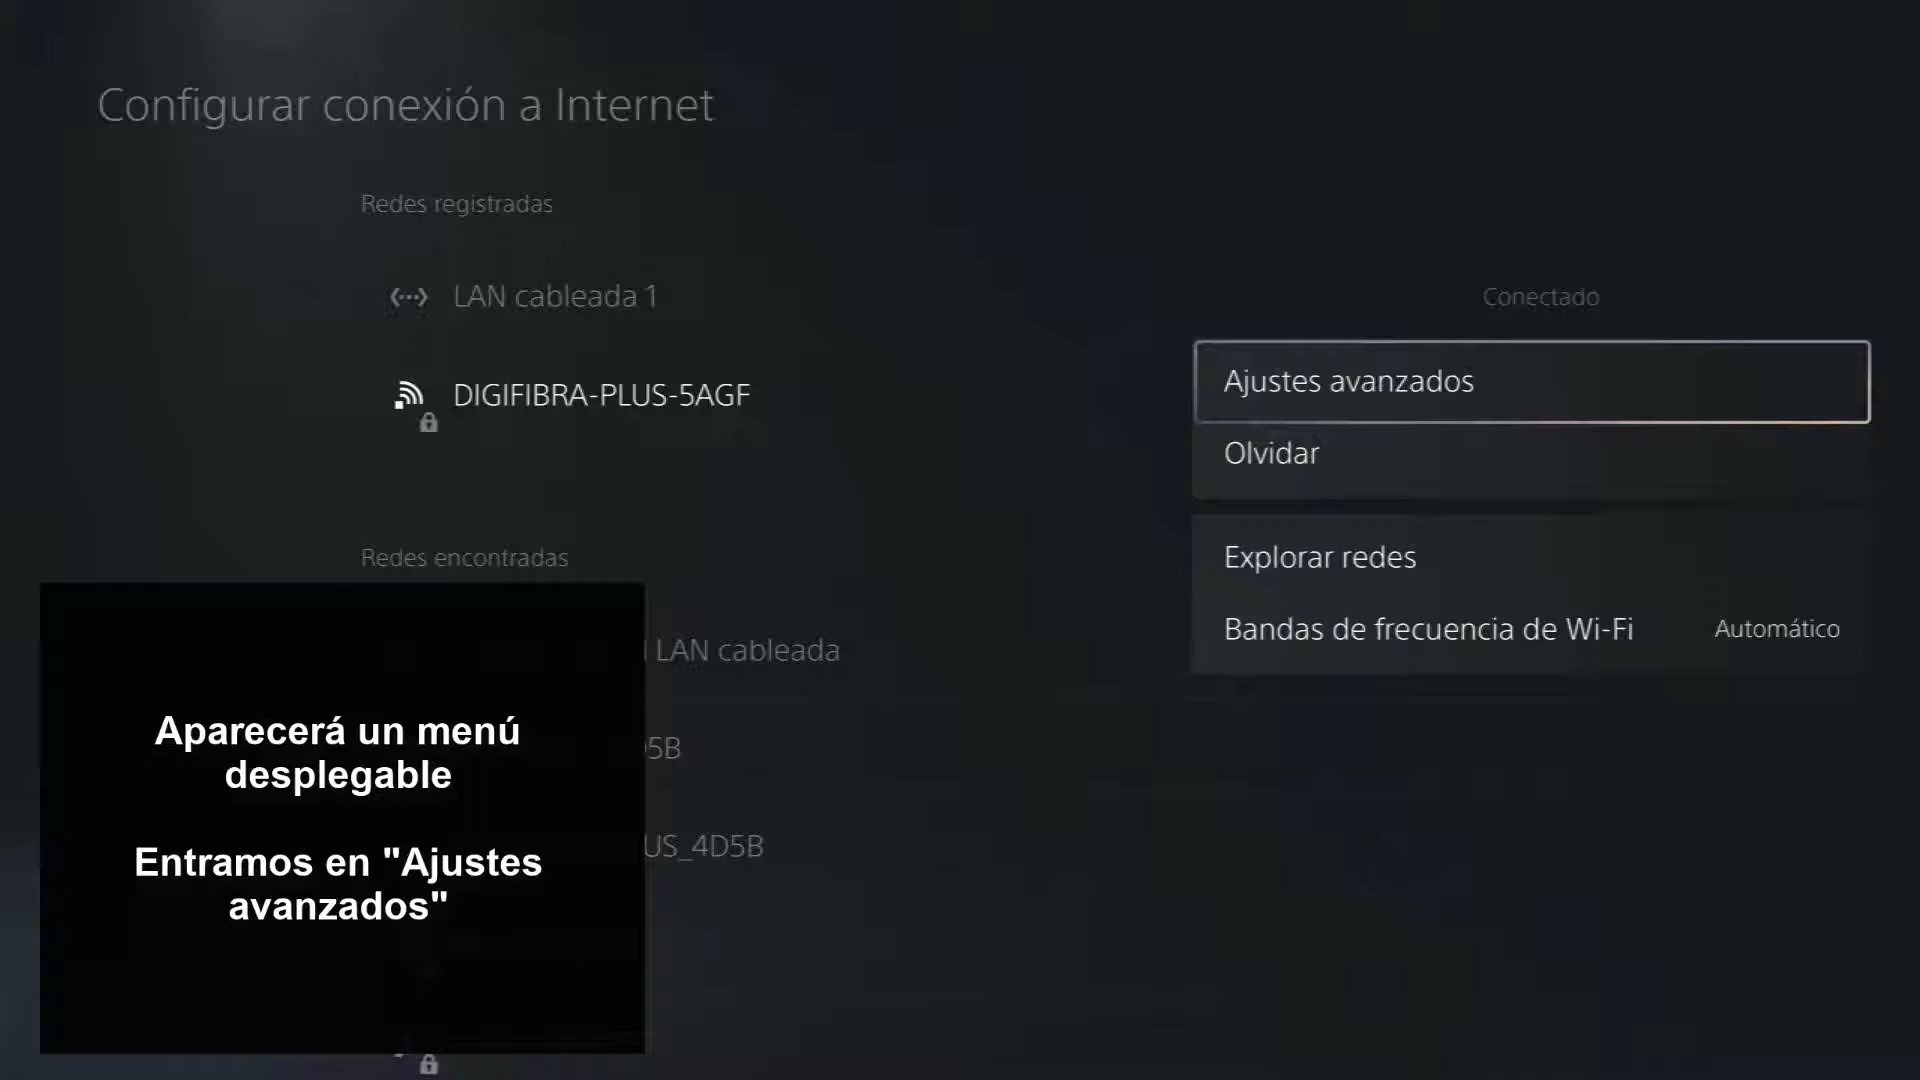 Configurar conexión a Internet
Redes registradas
LAN cableada 1
DIGIFIBRA-PLUS-5AGF
Redes encontradas
LAN cableada
5B
US_4D5B
Conectado
Ajustes avanzados
Olvidar
Explorar redes
Bandas de frecuencia de Wi-Fi Automático
Aparecerá un menú
desplegable
Entramos en "Ajustes
avanzados"